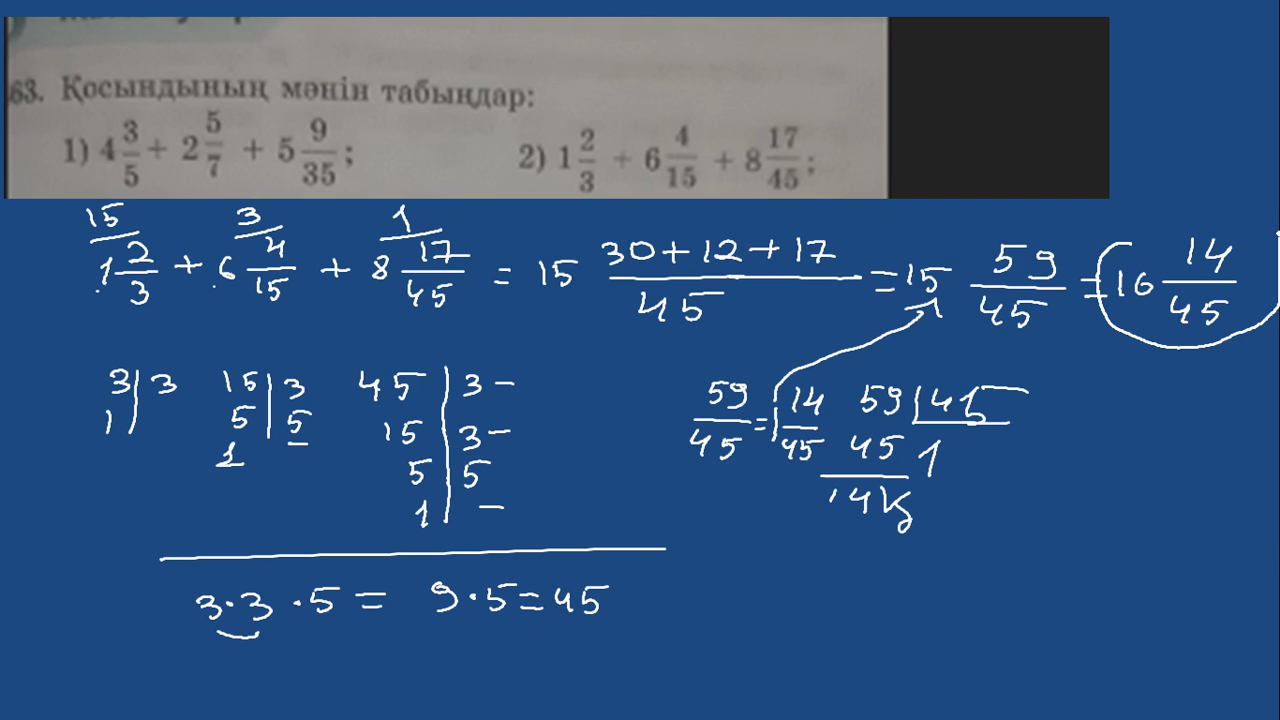 63. Қосындының мәнін табыңдар:
1) 4 3/5 + 2 5/7 + 5 9/35; 2) 1 2/3 + 6 4/15 + 8 17/45;
15 3 1
1 2/3 + 6 4/15 + 8 17/45 = 15 (30+12+17)/45 = 15 59/45 = 16 14/45
3|3 15|3 45|3 59/45 = 1 14/45 59|45
1| 5|5 15|3 45 1
1 5|5 14
1|
3·3·5= 9·5=45